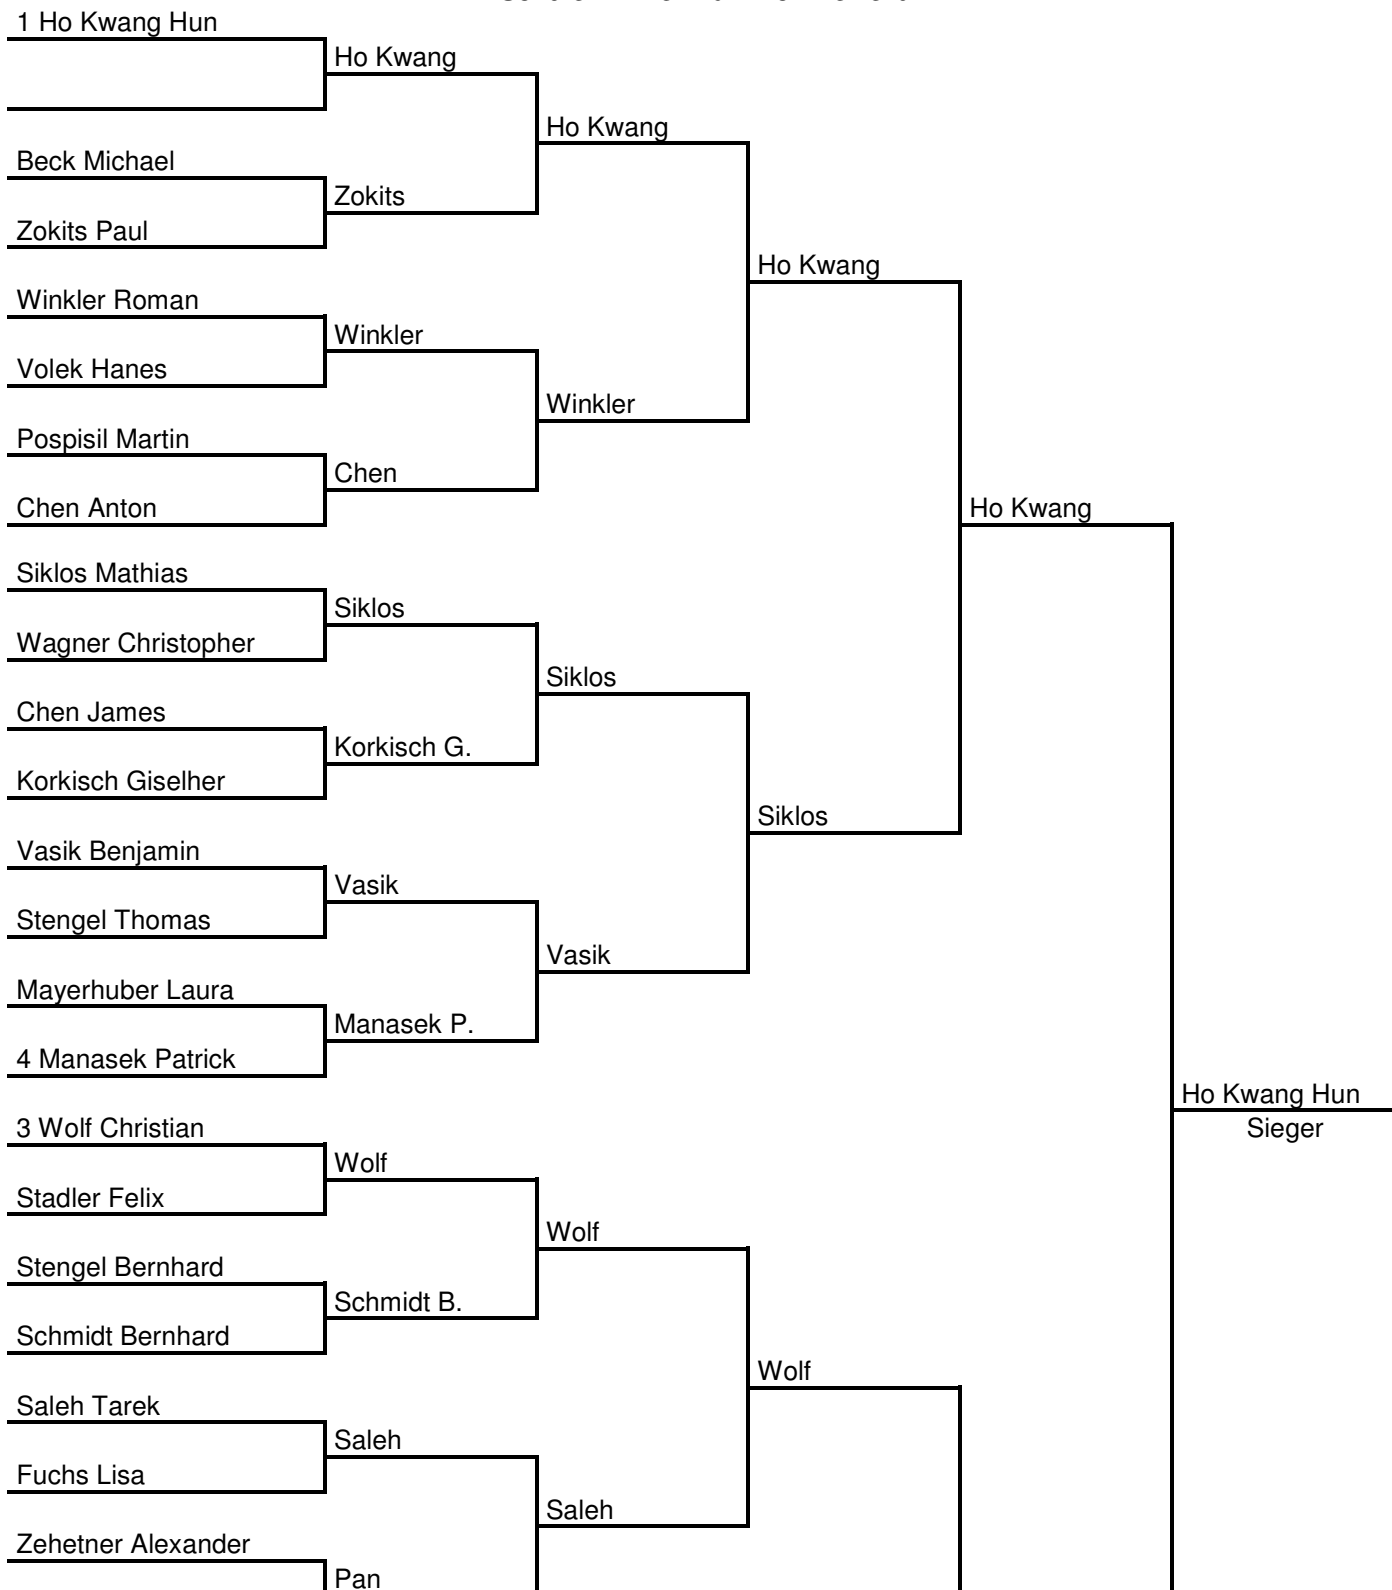 1 Ho Kwang Hun
Ho Kwang
Ho Kwang
Beck Michael
Zokits
Zokits Paul
Ho Kwang
Winkler Roman
Winkler
Volek Hanes
Winkler
Pospisil Martin
Chen
Chen Anton
Ho Kwang
Siklos Mathias
Siklos
Wagner Christopher
Siklos
Chen James
Korkisch G.
Korkisch Giselher
Siklos
Vasik Benjamin
Vasik
Stengel Thomas
Vasik
Mayerhuber Laura
Manasek P.
4 Manasek Patrick
Ho Kwang Hun
Sieger
3 Wolf Christian
Wolf
Stadler Felix
Wolf
Stengel Bernhard
Schmidt B.
Schmidt Bernhard
Wolf
Saleh Tarek
Saleh
Fuchs Lisa
Saleh
Zehetner Alexander
Pan